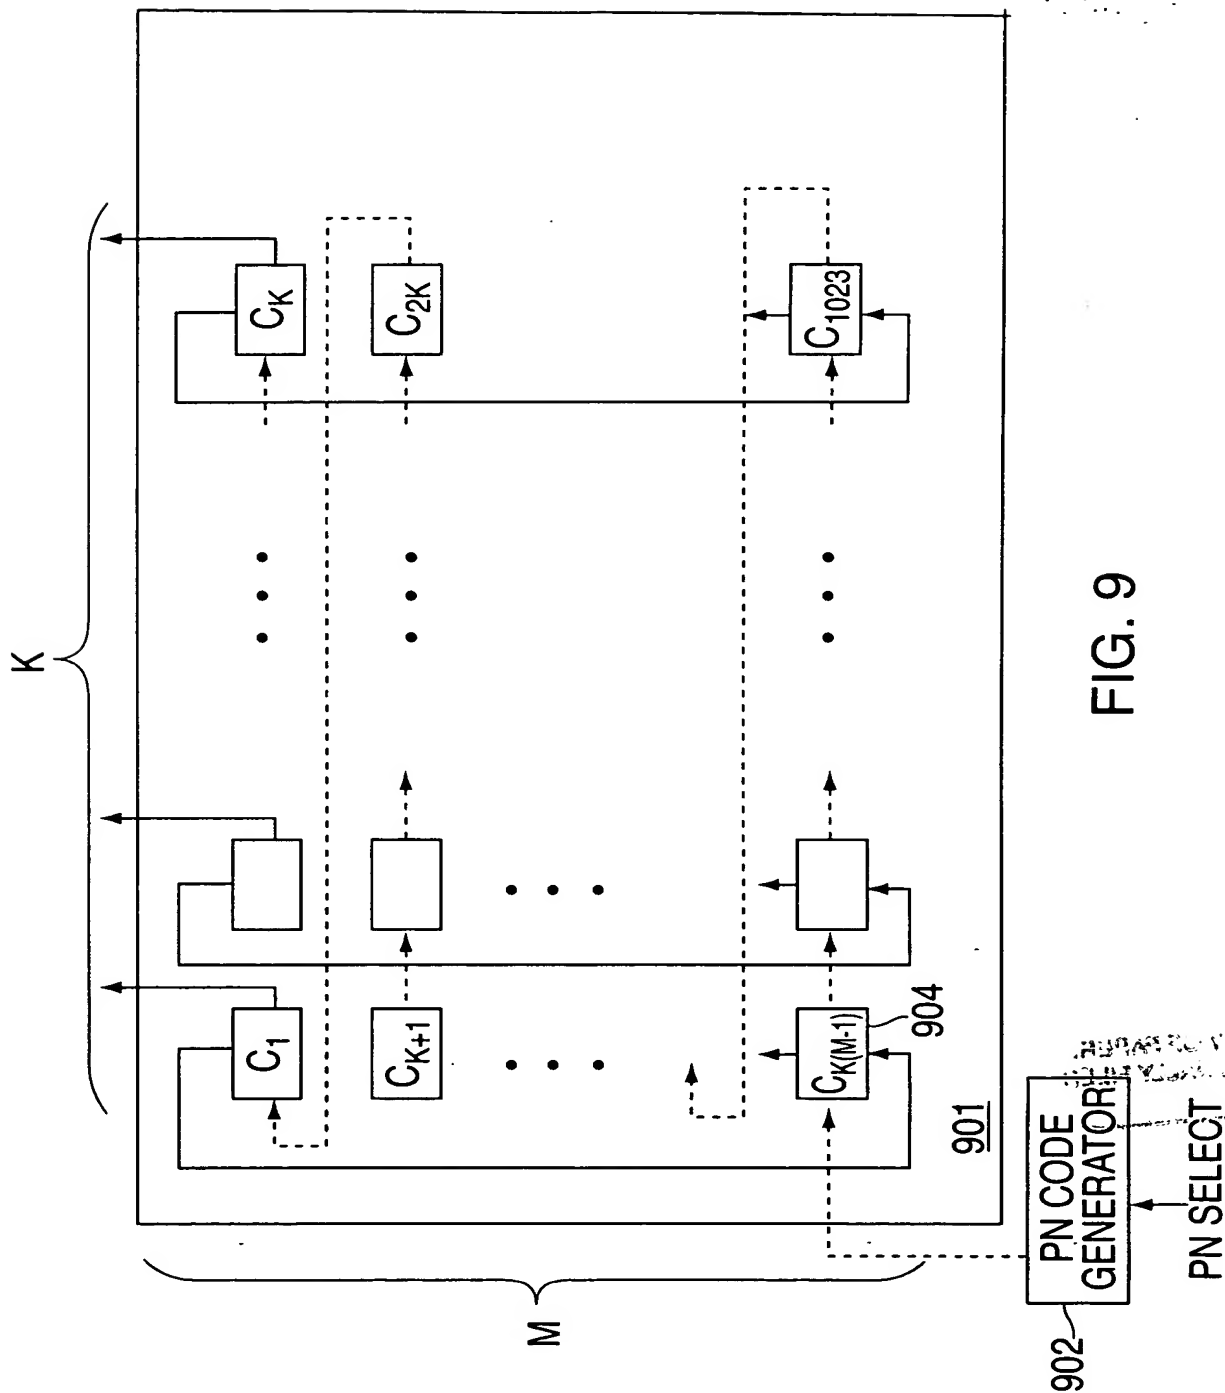 K
M
C1
CK
CK+1
C2K
CK(M-1)
C1023
904
901
902
PN CODE
GENERATOR
PN SELECT
FIG. 9